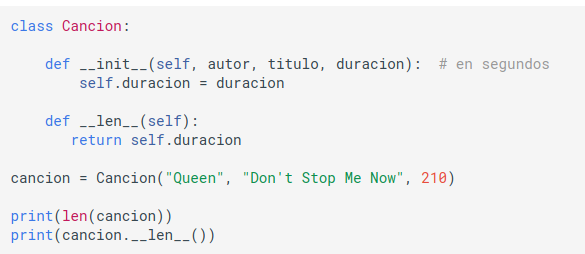 class Cancion:
    def __init__(self, autor, titulo, duracion):  # en segundos
        self.duracion = duracion
    def __len__(self):
       return self.duracion
cancion = Cancion("Queen", "Don't Stop Me Now", 210)
print(len(cancion))
print(cancion.__len__())